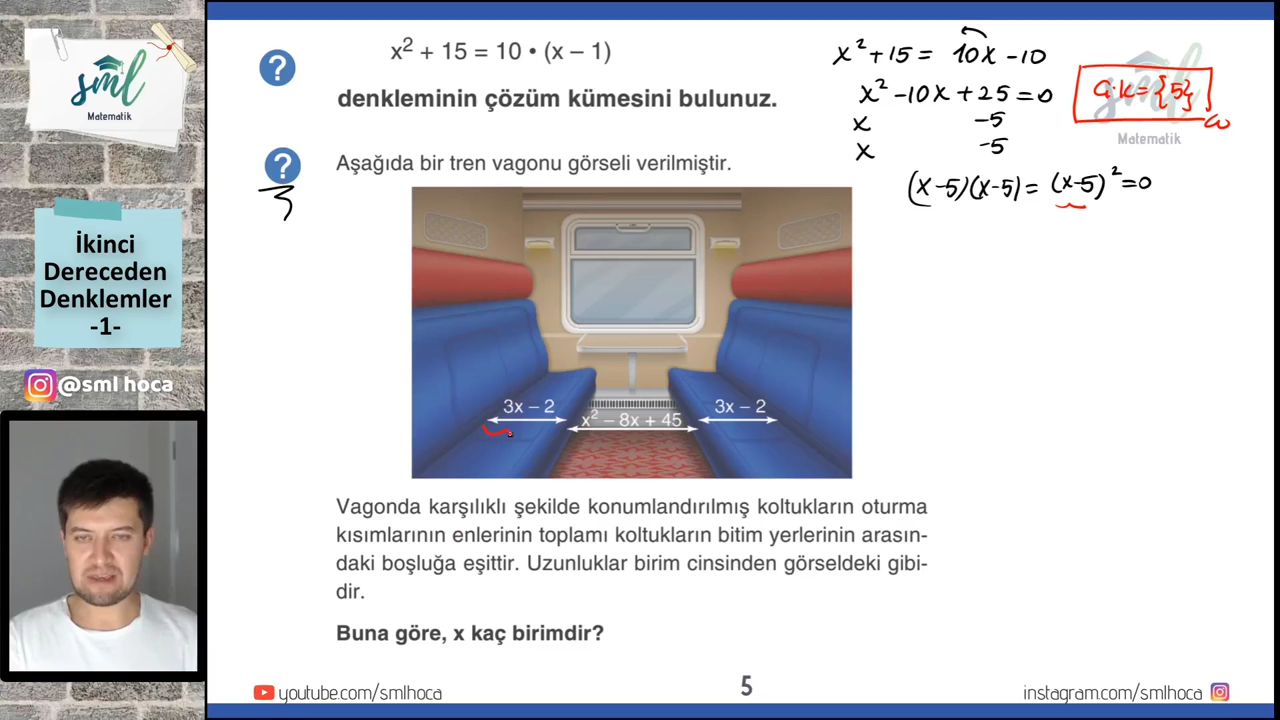 sml
Matematik
İkinci
Dereceden
Denklemler
-1-
@sml hoca
?
x² + 15 = 10 • (x – 1)
denkleminin çözüm kümesini bulunuz.
x² + 15 = 10x - 10
x² - 10x + 25 = 0
x -5
x -5
(x-5)(x-5) = (x-5)² = 0
Ç.K = {5}
sml
Matematik
?
Aşağıda bir tren vagonu görseli verilmiştir.
3x – 2
x² – 8x + 45
3x – 2
Vagonda karşılıklı şekilde konumlandırılmış koltukların oturma
kısımlarının enlerinin toplamı koltukların bitim yerlerinin arasın-
daki boşluğa eşittir. Uzunluklar birim cinsinden görseldeki gibi-
dir.
Buna göre, x kaç birimdir?
youtube.com/smlhoca
5
instagram.com/smlhoca